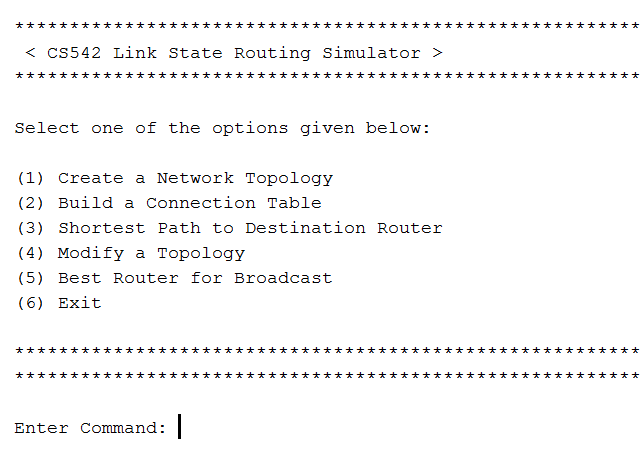 *********************************************************
< CS542 Link State Routing Simulator >
*********************************************************
Select one of the options given below:
(1) Create a Network Topology
(2) Build a Connection Table
(3) Shortest Path to Destination Router
(4) Modify a Topology
(5) Best Router for Broadcast
(6) Exit
*********************************************************
*********************************************************
Enter Command: